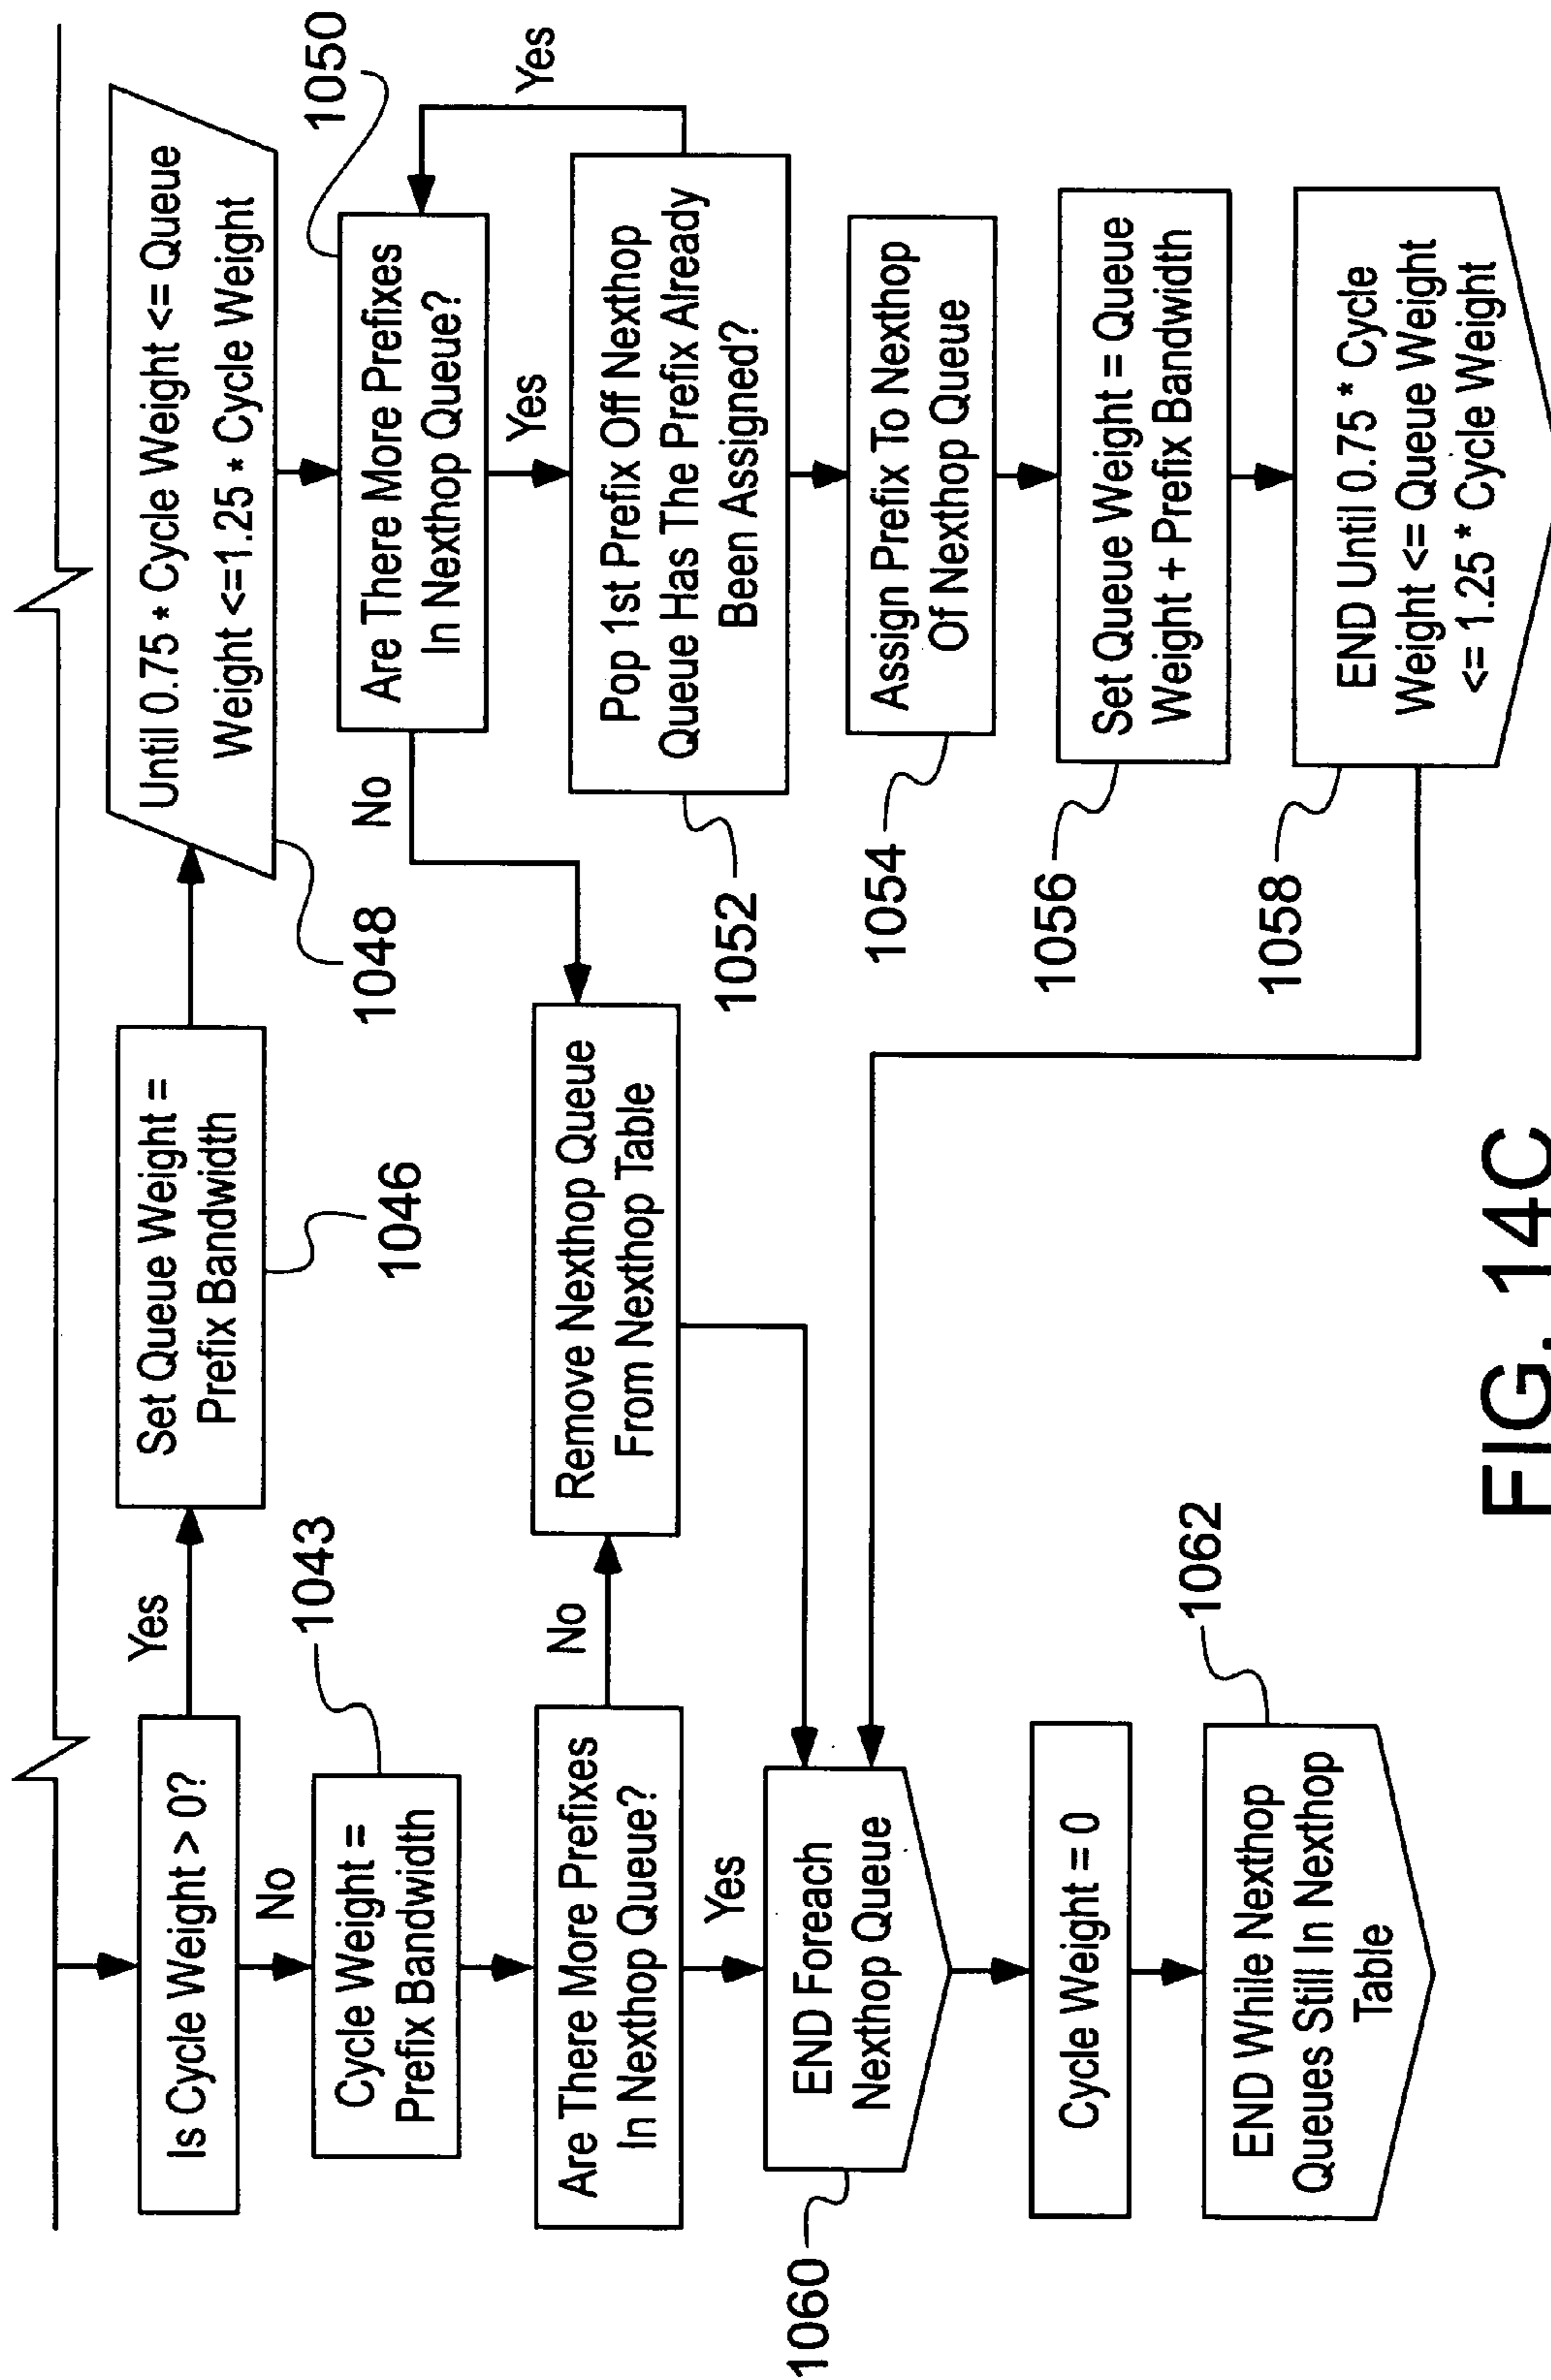 Is Cycle Weight > 0?
Yes
No
Set Queue Weight =
Prefix Bandwidth
1046
Until 0.75 * Cycle Weight <= Queue
Weight <=1.25 * Cycle Weight
1048
Cycle Weight =
Prefix Bandwidth
1043
Are There More Prefixes
In Nexthop Queue?
1050
No
Yes
Yes
Are There More Prefixes
In Nexthop Queue?
No
Yes
Remove Nexthop Queue
From Nexthop Table
Pop 1st Prefix Off Nexthop
Queue Has The Prefix Already
Been Assigned?
1052
END Foreach
Nexthop Queue
1060
Assign Prefix To Nexthop
Of Nexthop Queue
1054
Cycle Weight = 0
Set Queue Weight = Queue
Weight + Prefix Bandwidth
1056
END While Nexthop
Queues Still In Nexthop
Table
1062
END Until 0.75 * Cycle
Weight <= Queue Weight
<= 1.25 * Cycle Weight
1058
FIG. 14C